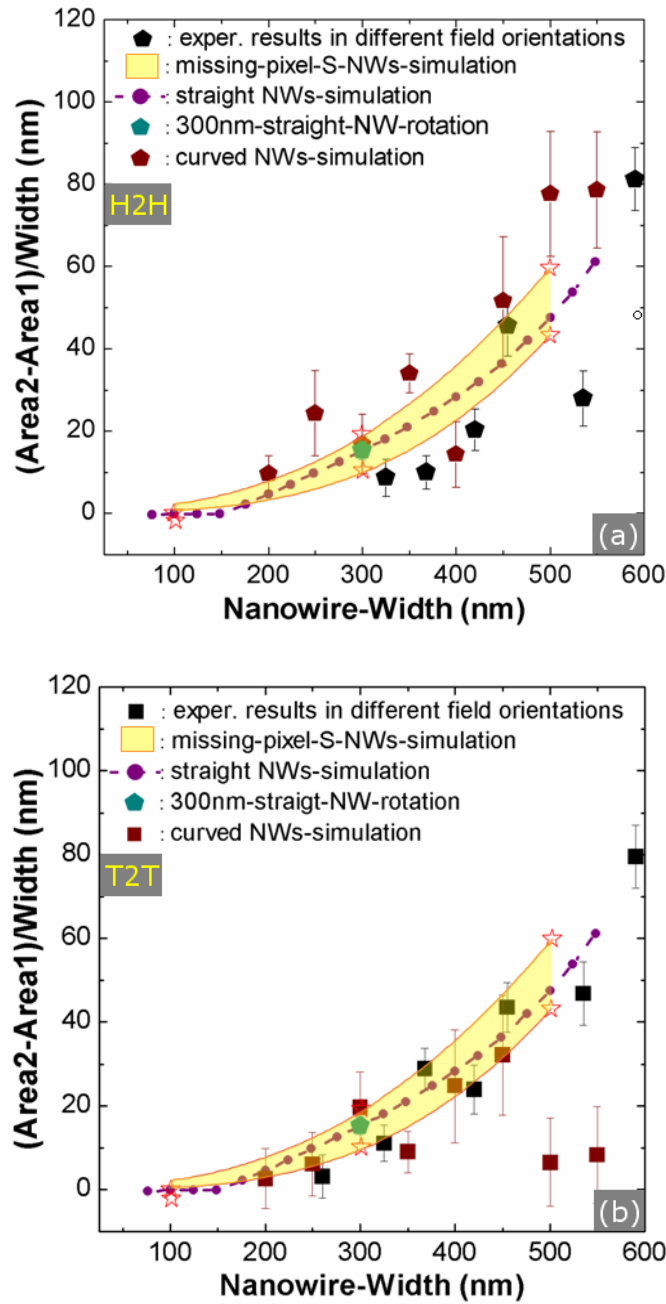 120
100
80
60
40
20
0
(Area2-Area1)/Width (nm)
: exper. results in different field orientations
: missing-pixel-S-NWs-simulation
: straight NWs-simulation
: 300nm-straight-NW-rotation
: curved NWs-simulation
H2H
(a)
100 200 300 400 500 600
Nanowire-Width (nm)
120
100
80
60
40
20
0
(Area2-Area1)/Width (nm)
: exper. results in different field orientations
: missing-pixel-S-NWs-simulation
: straight NWs-simulation
: 300nm-straigt-NW-rotation
: curved NWs-simulation
T2T
(b)
100 200 300 400 500 600
Nanowire-Width (nm)